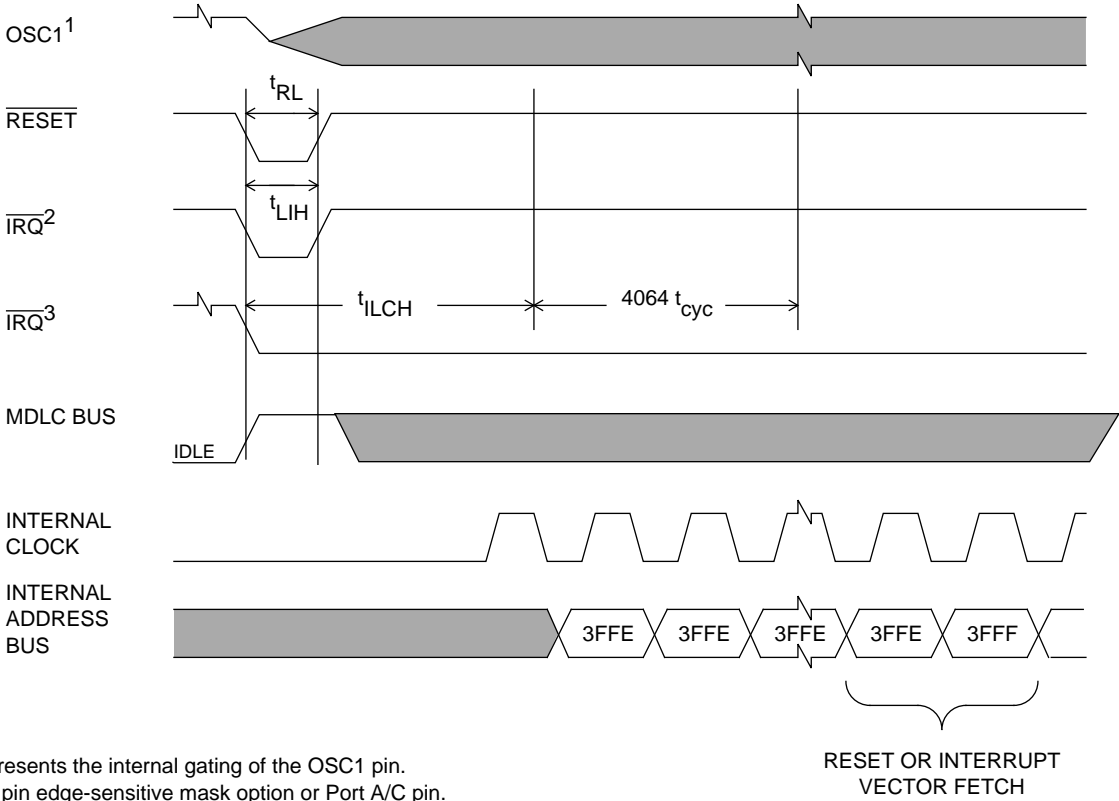 OSC1¹
t_RL
RESET
t_LIH
IRQ²
t_ILCH
4064 t_cyc
IRQ³
MDLC BUS
IDLE
INTERNAL
CLOCK
INTERNAL
ADDRESS
BUS
3FFE 3FFE 3FFE 3FFE 3FFF
RESET OR INTERRUPT
VECTOR FETCH
the internal gating of the OSC1 pin.
pin edge-sensitive mask option or Port A/C pin.